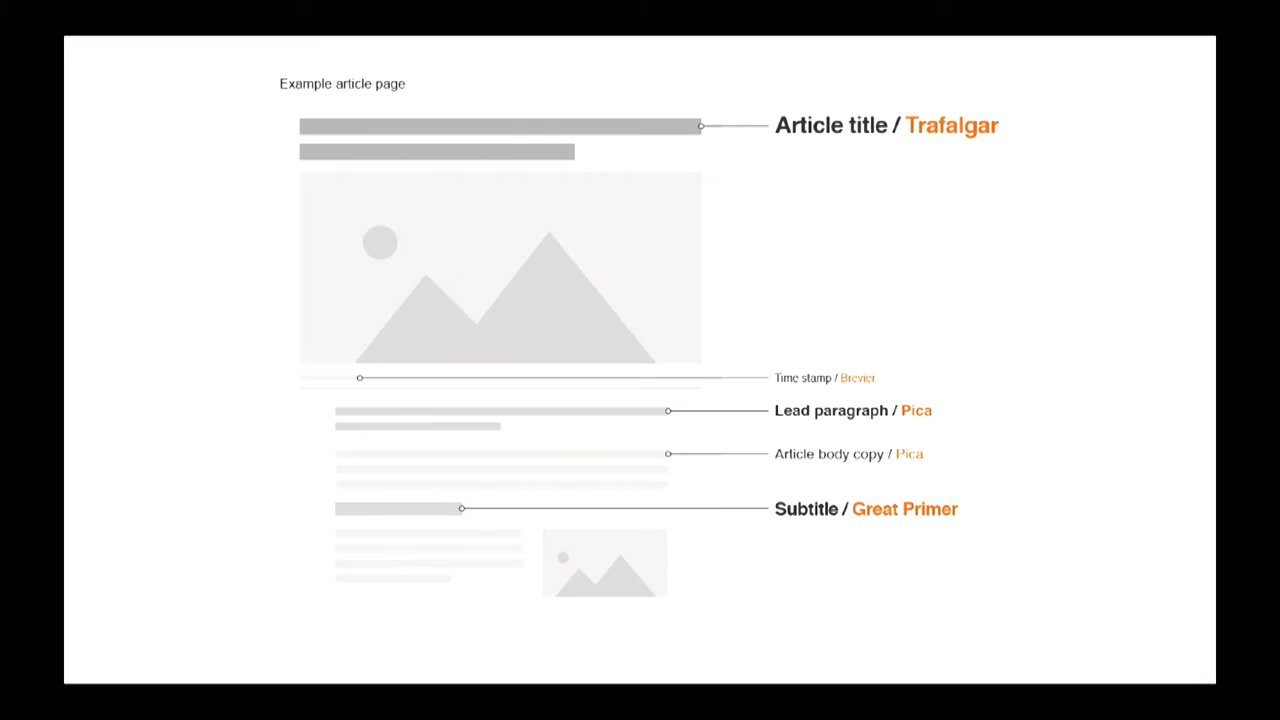 Example article page
Article title / Trafalgar
Time stamp / Brevier
Lead paragraph / Pica
Article body copy / Pica
Subtitle / Great Primer